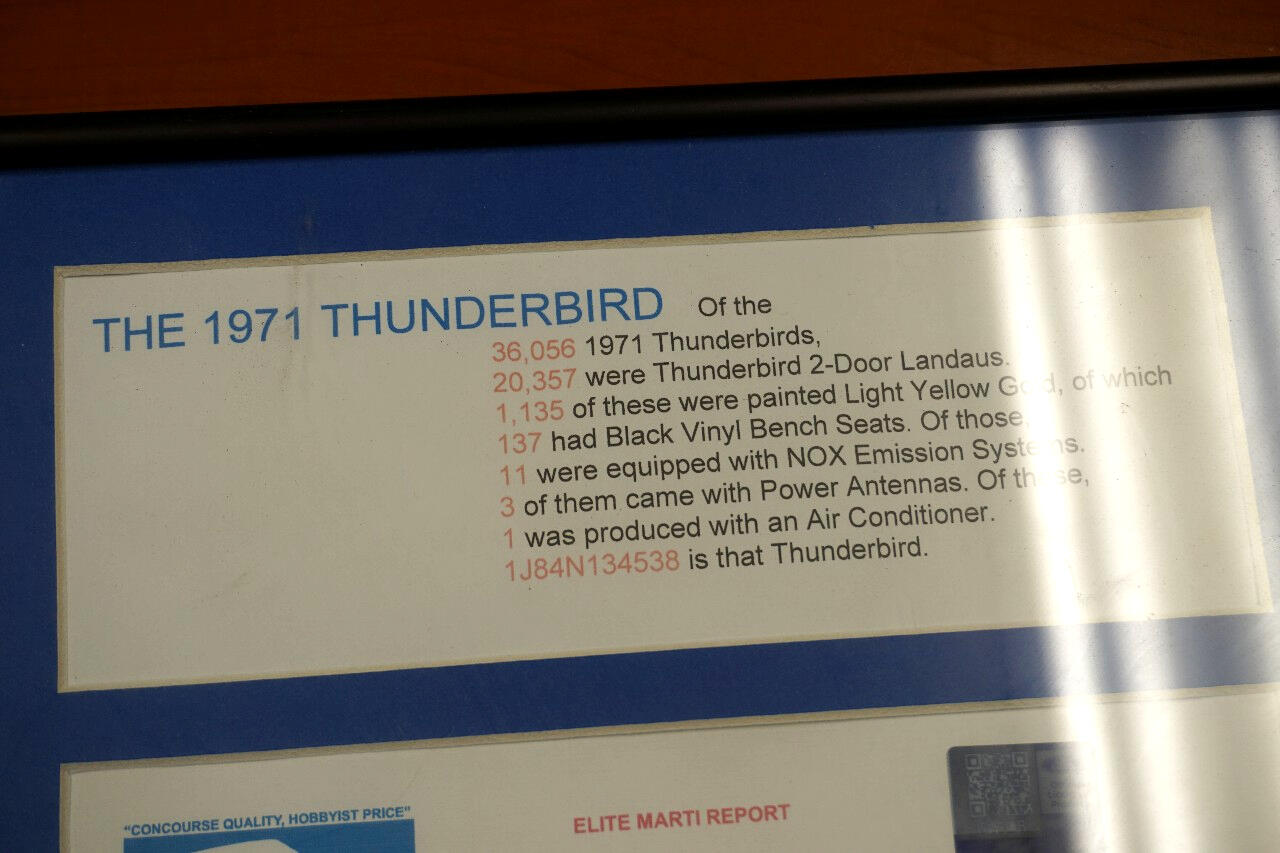 THE 1971 THUNDERBIRD Of the
36,056 1971 Thunderbirds,
20,357 were Thunderbird 2-Door Landaus.
1,135 of these were painted Light Yellow Gold, of which
137 had Black Vinyl Bench Seats. Of those,
11 were equipped with NOX Emission Systems.
3 of them came with Power Antennas. Of these,
1 was produced with an Air Conditioner.
1J84N134538 is that Thunderbird.
"CONCOURSE QUALITY, HOBBYIST PRICE"
ELITE MARTI REPORT